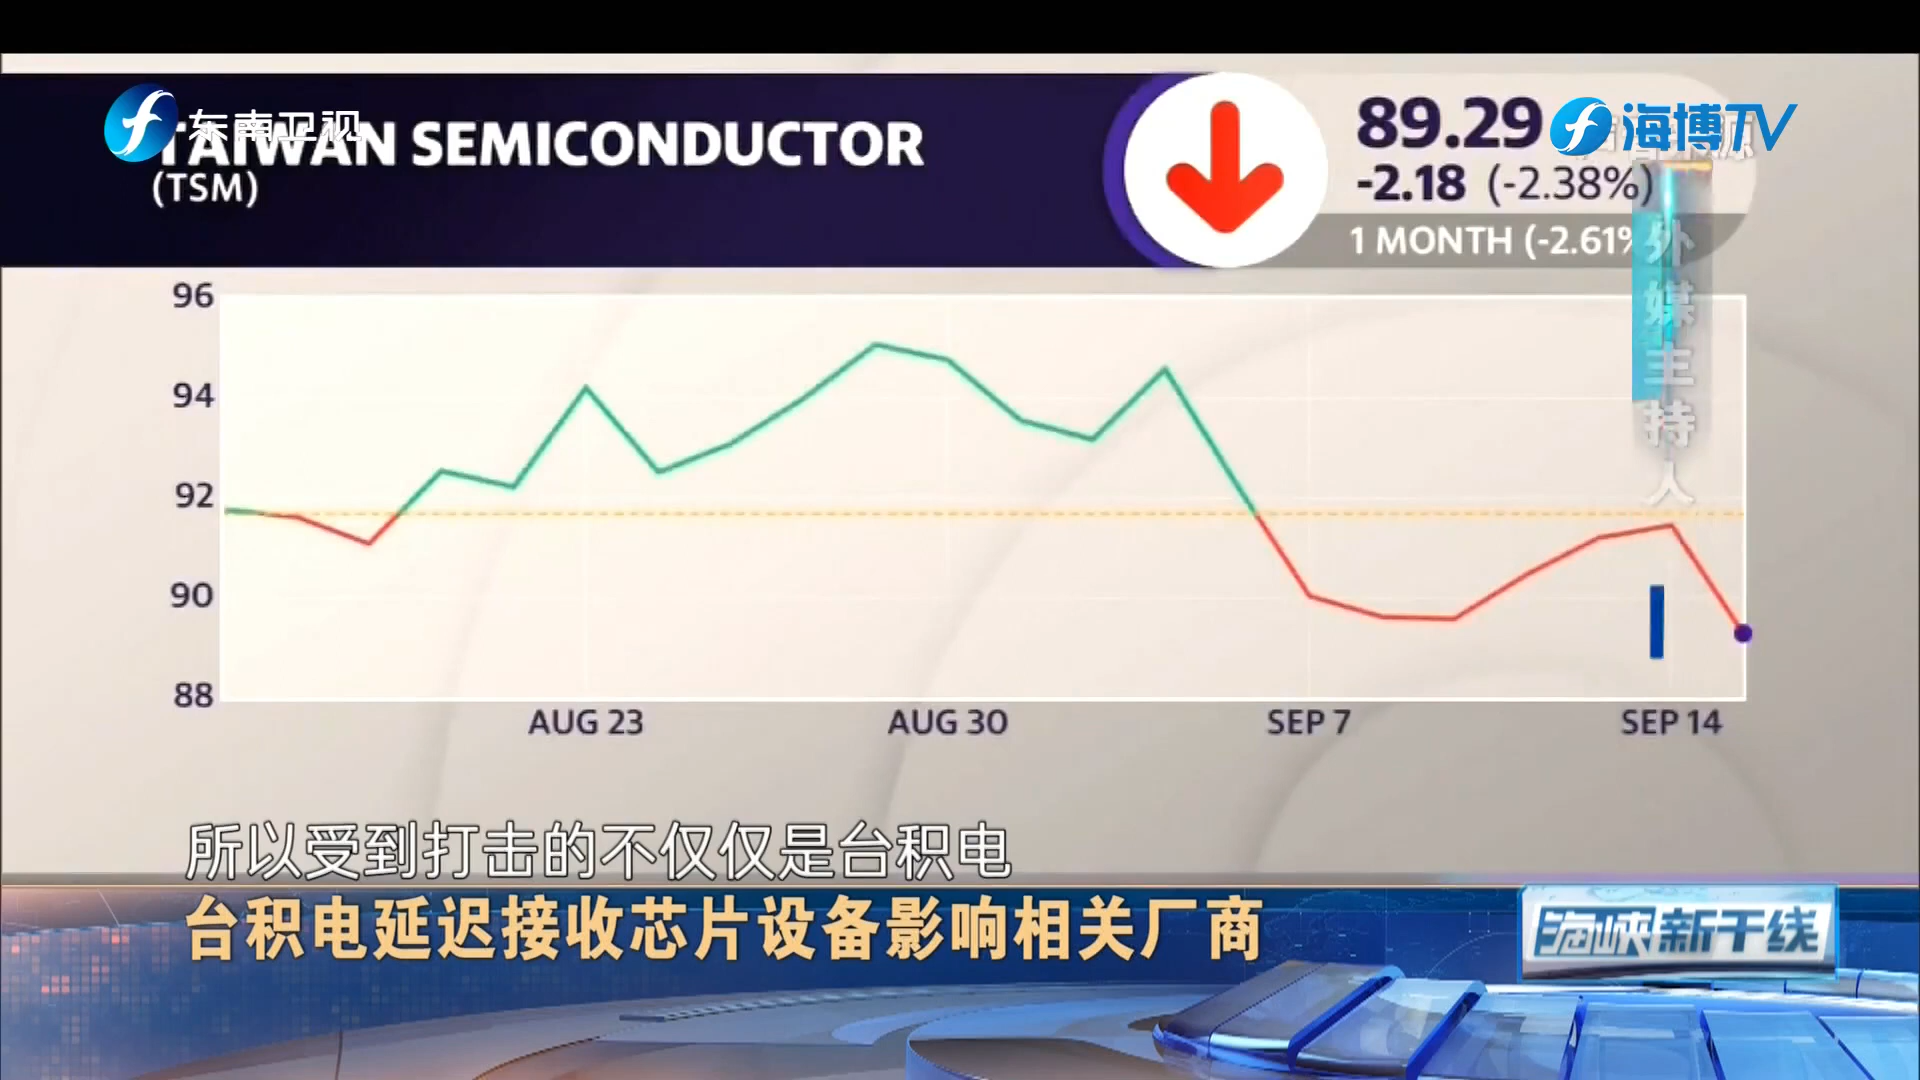 东南卫视
TAIWAN SEMICONDUCTOR
(TSM)
89.29
-2.18 (-2.38%)
1 MONTH (-2.61%
海博TV
外媒主持人
96
94
92
90
88
AUG 23
AUG 30
SEP 7
SEP 14
所以受到打击的不仅仅是台积电
台积电延迟接收芯片设备影响相关厂商
海峡新干线